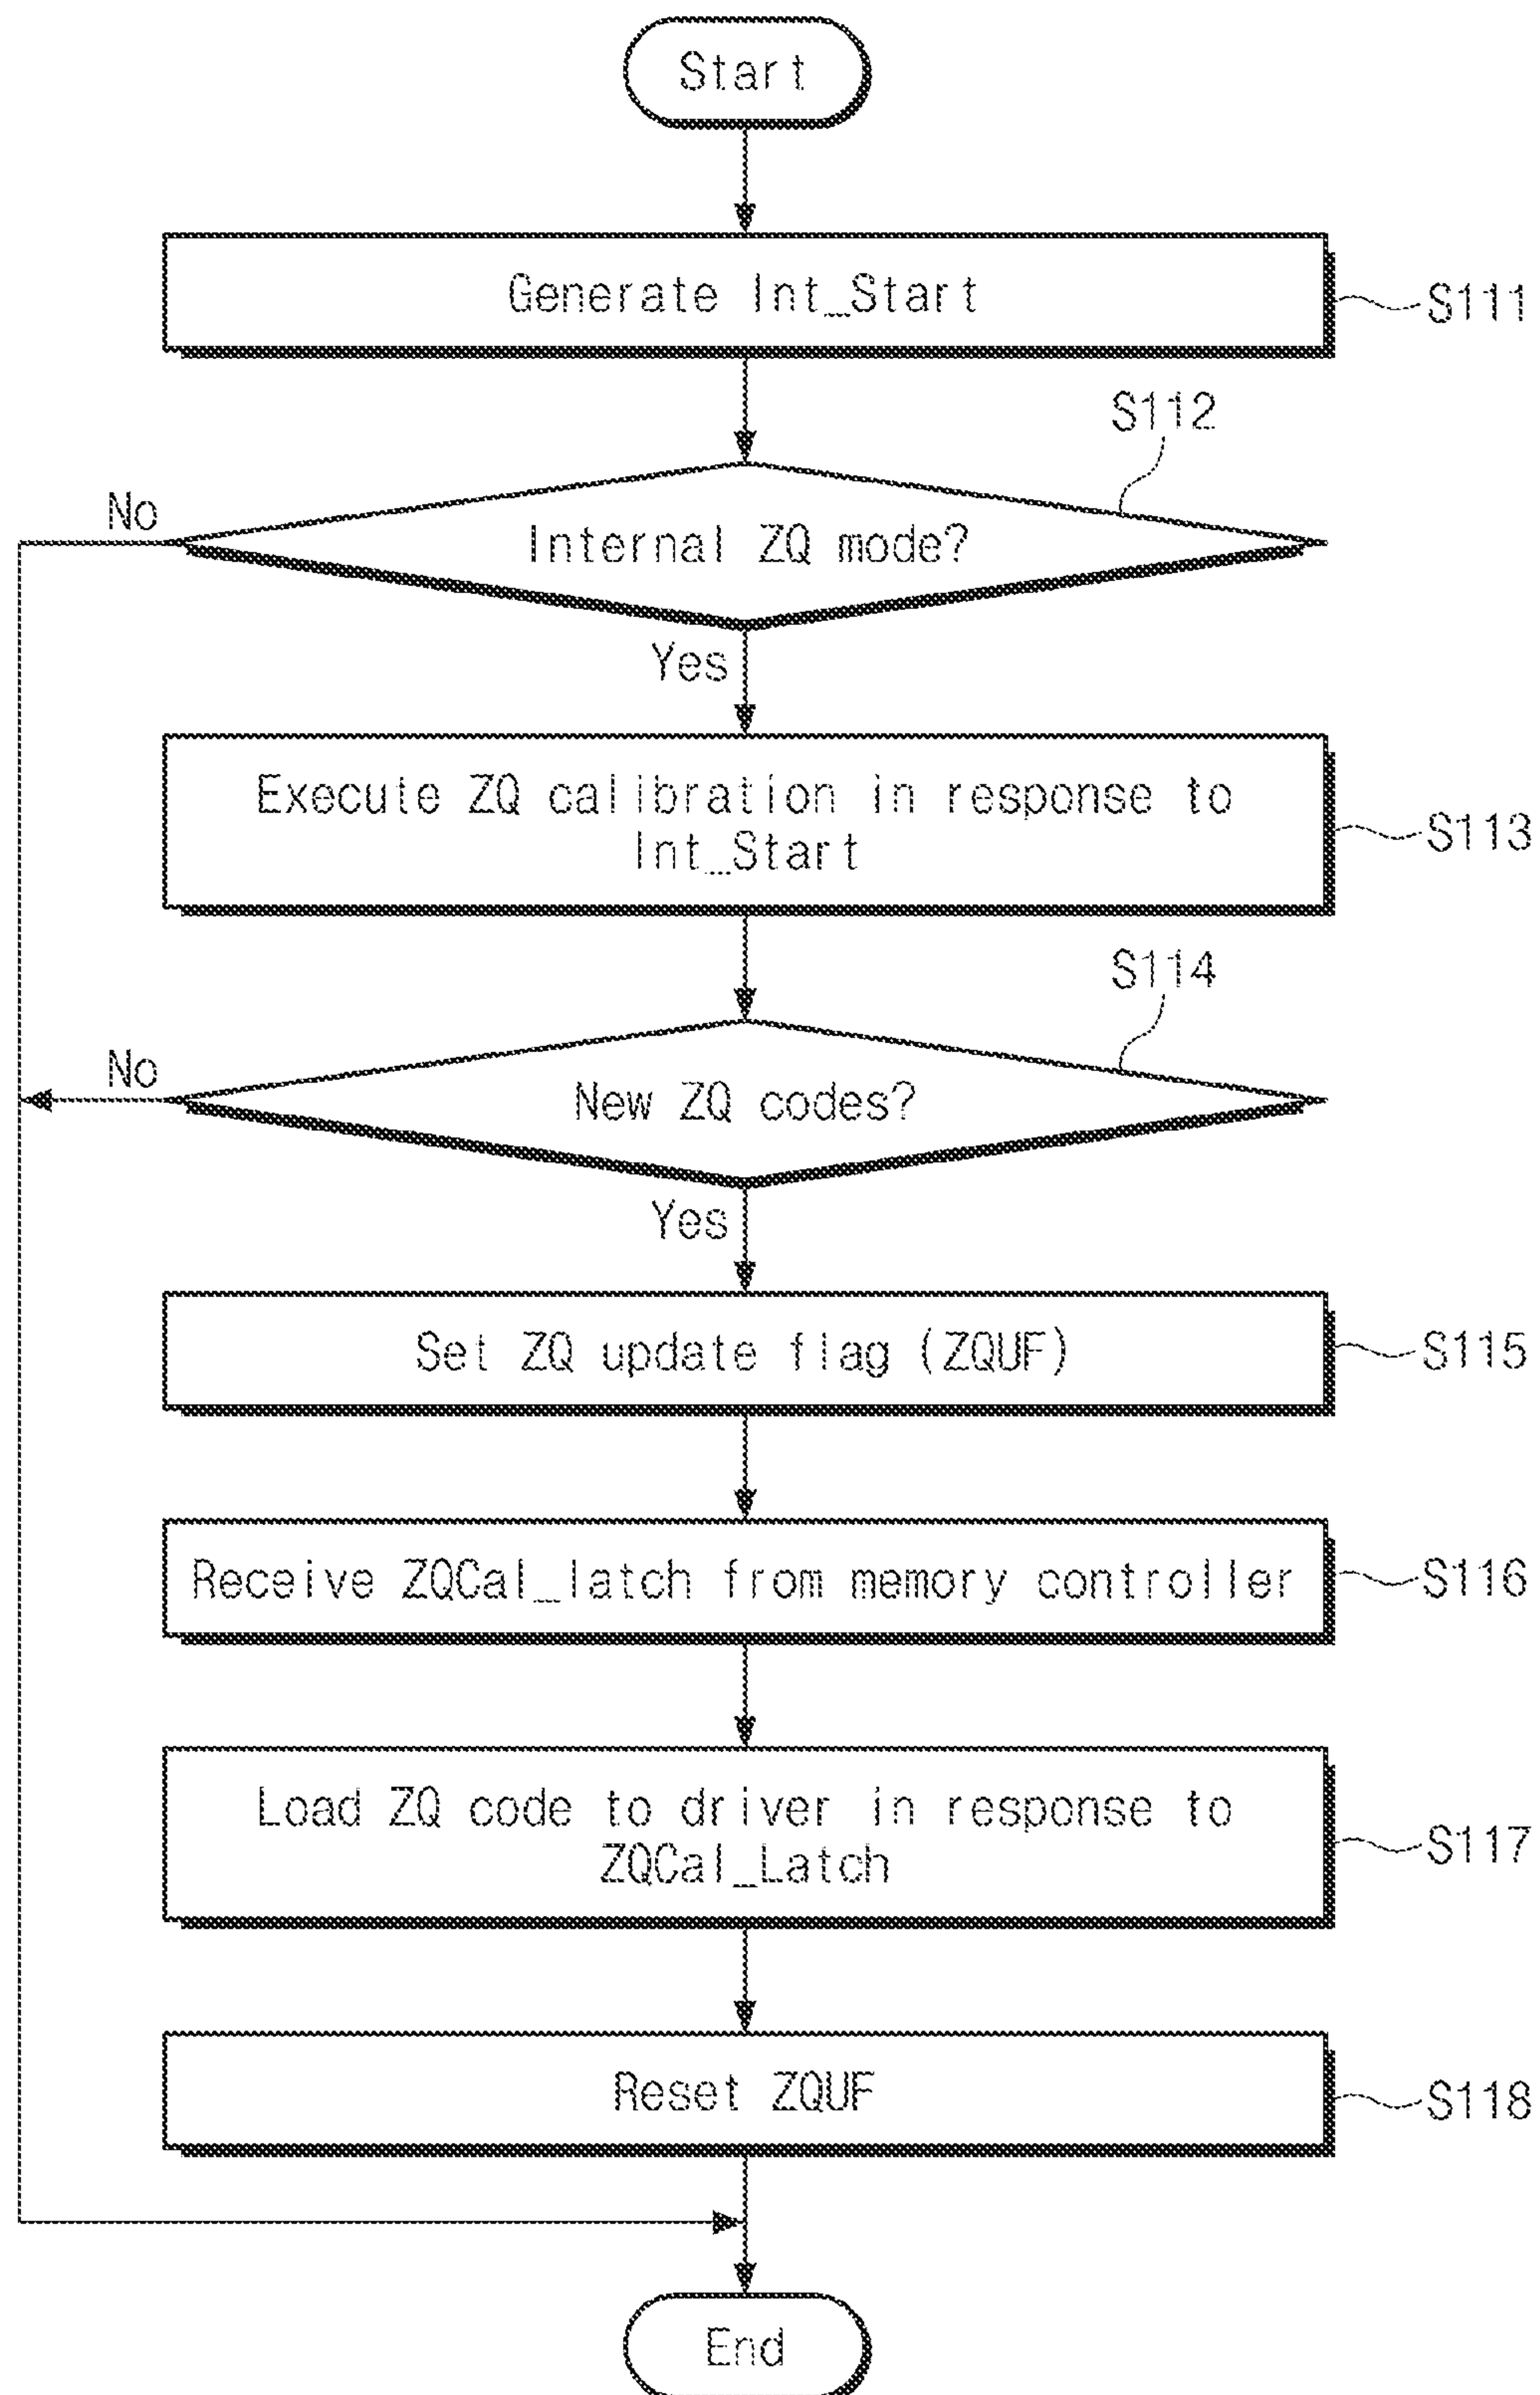 Start
Generate Int_Start
S111
S112
No
Internal ZQ mode?
Yes
Execute ZQ calibration in response to
Int_Start
S113
S114
No
New ZQ codes?
Yes
Set ZQ update flag (ZQUF)
S115
Receive ZQCal_latch from memory controller
S116
Load ZQ code to driver in response to
ZQCal_Latch
S117
Reset ZQUF
S118
End